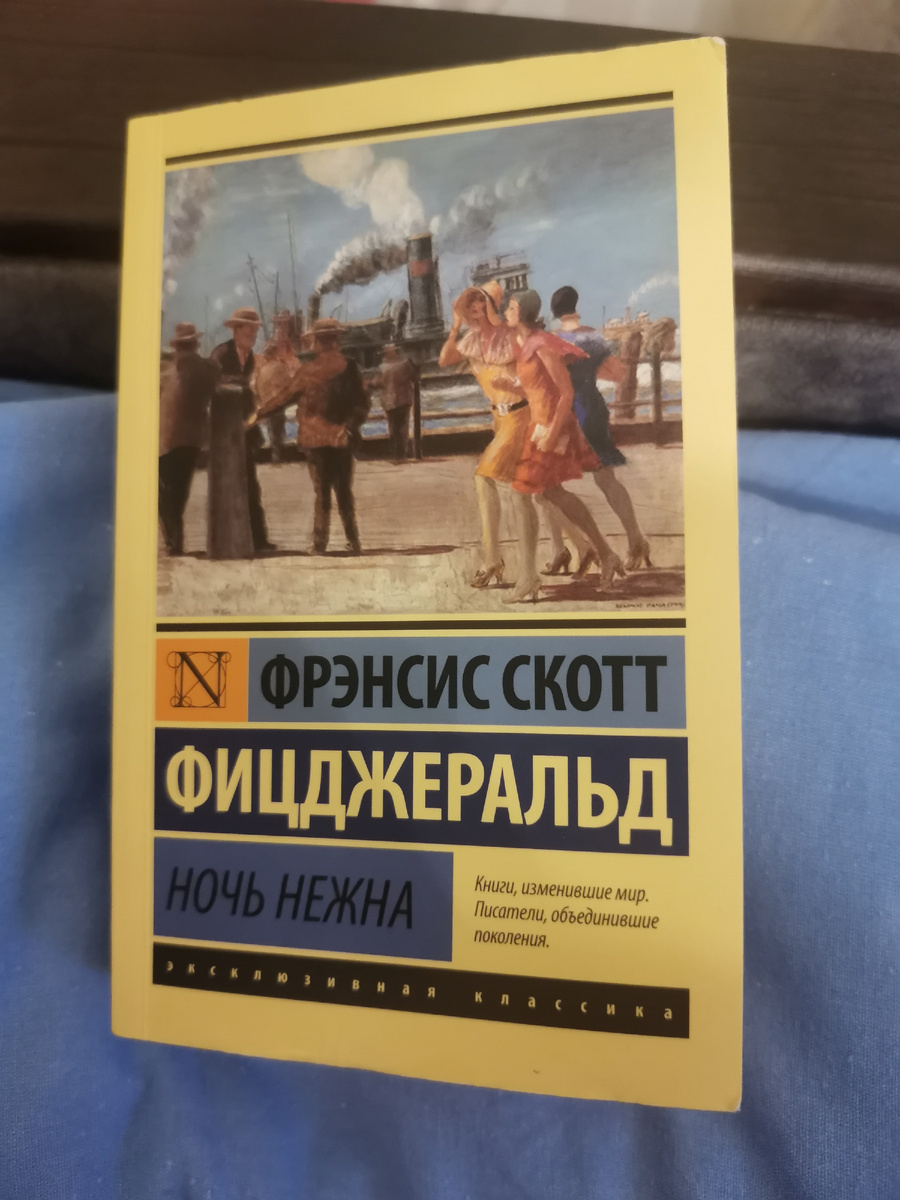 N
ФРЭНСИС СКОТТ
ФИЦДЖЕРАЛЬД
НОЧЬ НЕЖНА
Книги, изменившие мир.
Писатели, объединившие
поколения.
эксклюзивная классика